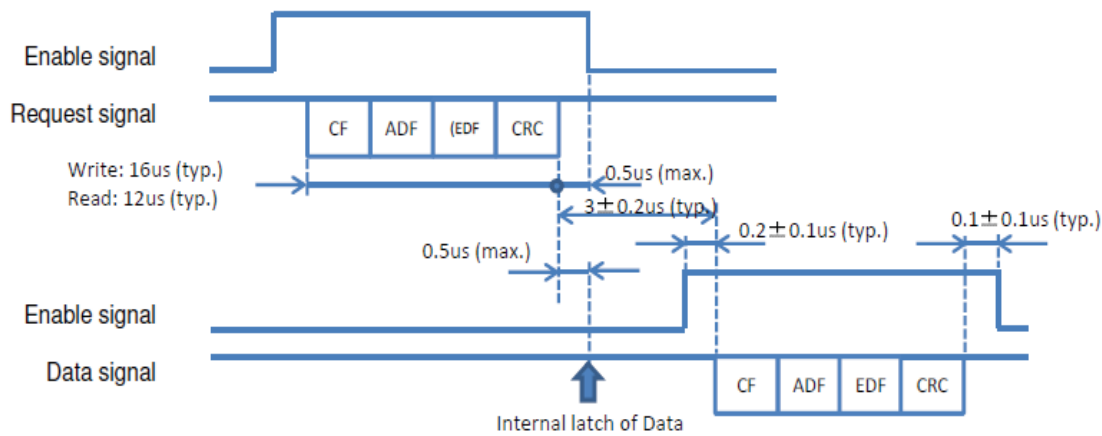 Enable signal
Request signal
CF ADF (EDF CRC
Write: 16us (typ.)
Read: 12us (typ.)
0.5us (max.)
3±0.2us (typ.)
0.2±0.1us (typ.)
0.1±0.1us (typ.)
0.5us (max.)
Enable signal
Data signal
CF ADF EDF CRC
Internal latch of Data